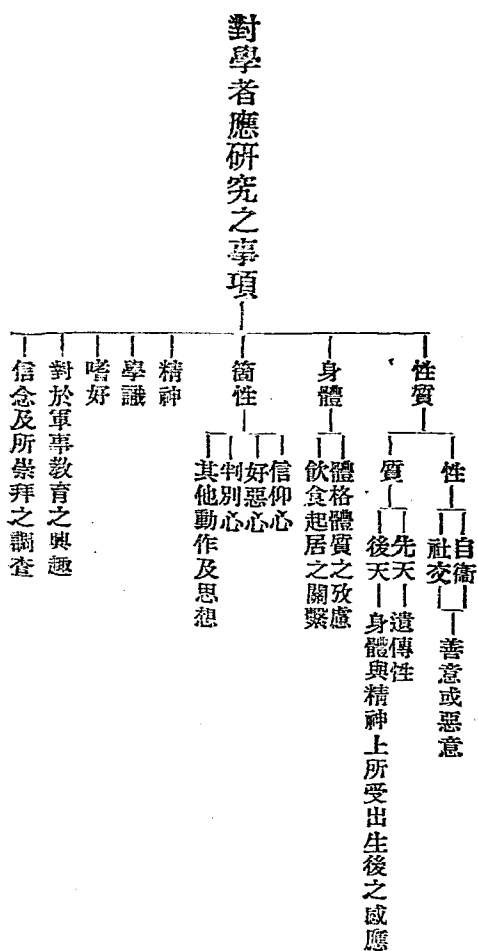 對學者應研究之事項
性質
性
自衞
社交
善意或惡意
質
先天
遺傳性
後天
身體與精神上所受出生後之感應
身體
體格體質之攷慮
飲食起居之關繫
箇性
信仰心
好惡心
判別心
其他動作及思想
精神
學識
嗜好
對於軍事敎育之興趣
信念及所崇拜之調查